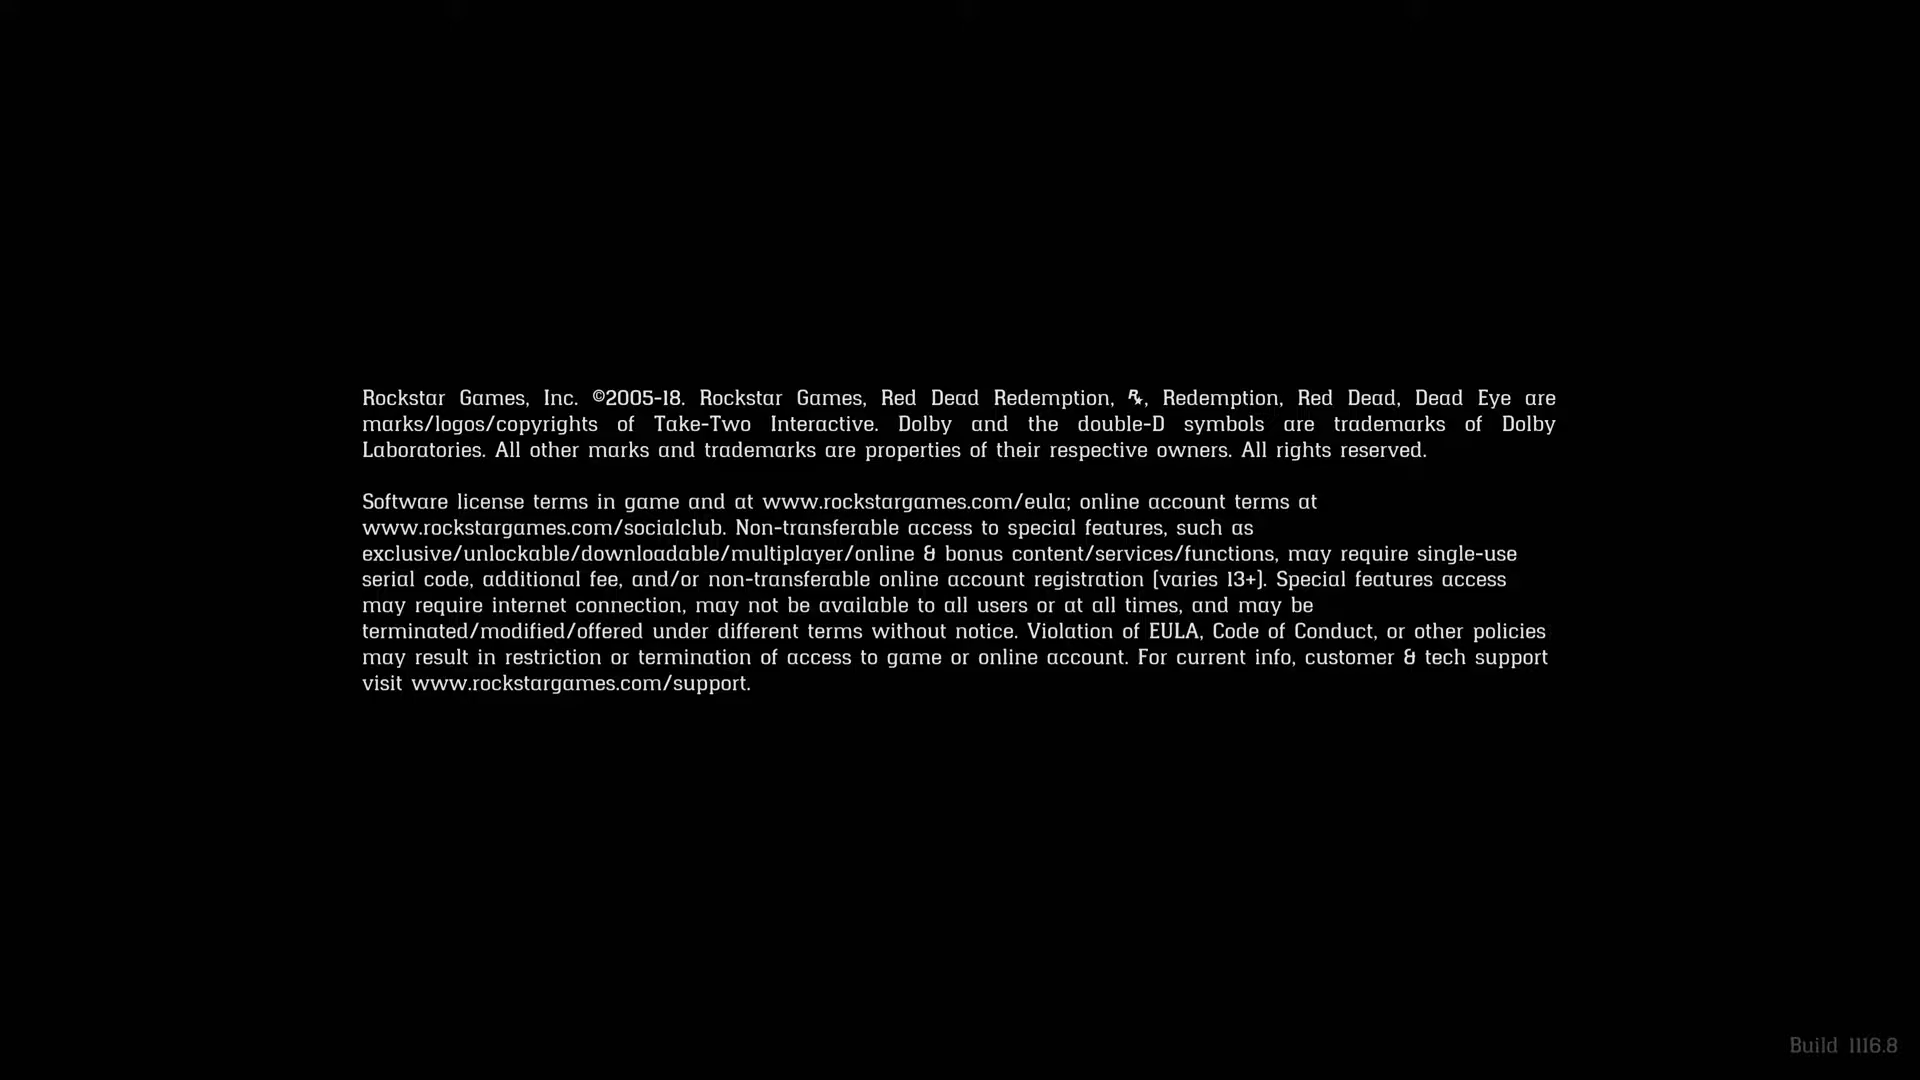 Rockstar Games, Inc. ©2005-18. Rockstar Games, Red Dead Redemption, R★, Redemption, Red Dead, Dead Eye are
marks/logos/copyrights of Take-Two Interactive. Dolby and the double-D symbols are trademarks of Dolby
Laboratories. All other marks and trademarks are properties of their respective owners. All rights reserved.
Software license terms in game and at www.rockstargames.com/eula; online account terms at
www.rockstargames.com/socialclub. Non-transferable access to special features, such as
exclusive/unlockable/downloadable/multiplayer/online & bonus content/services/functions, may require single-use
serial code, additional fee, and/or non-transferable online account registration (varies 13+). Special features access
may require internet connection, may not be available to all users or at all times, and may be
terminated/modified/offered under different terms without notice. Violation of EULA, Code of Conduct, or other policies
may result in restriction or termination of access to game or online account. For current info, customer & tech support
visit www.rockstargames.com/support.
Build 1116.8